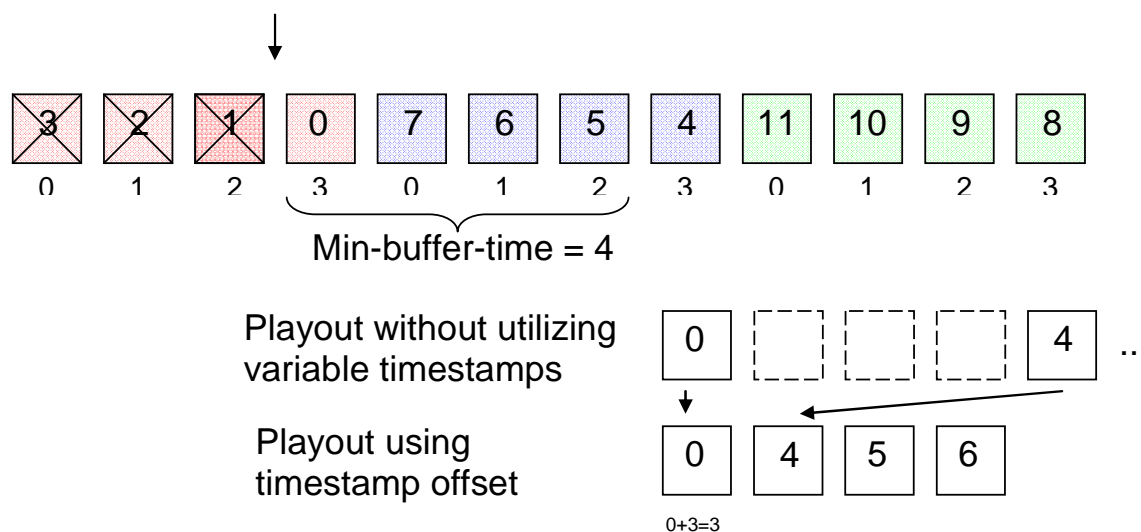 3 2 1 0 7 6 5 4 11 10 9 8
0 1 2 3 0 1 2 3 0 1 2 3
Min-buffer-time = 4
Playout without utilizing
variable timestamps
0 4 ..
Playout using
timestamp offset
0 4 5 6
0+3=3